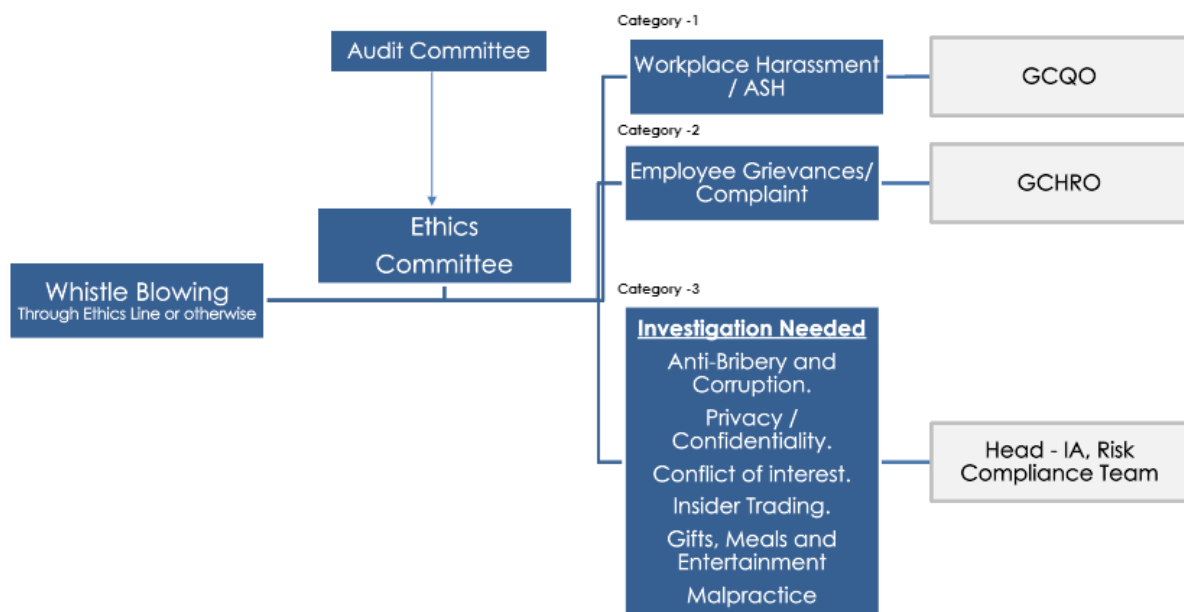 Audit Committee
Ethics
Committee
Whistle Blowing
Through Ethics Line or otherwise
Category -1
Workplace Harassment
/ ASH
GCQO
Category -2
Employee Grievances/
Complaint
GCHRO
Category -3
Investigation Needed
Anti-Bribery and
Corruption.
Privacy /
Confidentiality.
Conflict of interest.
Insider Trading.
Gifts, Meals and
Entertainment
Malpractice
Head - IA, Risk
Compliance Team